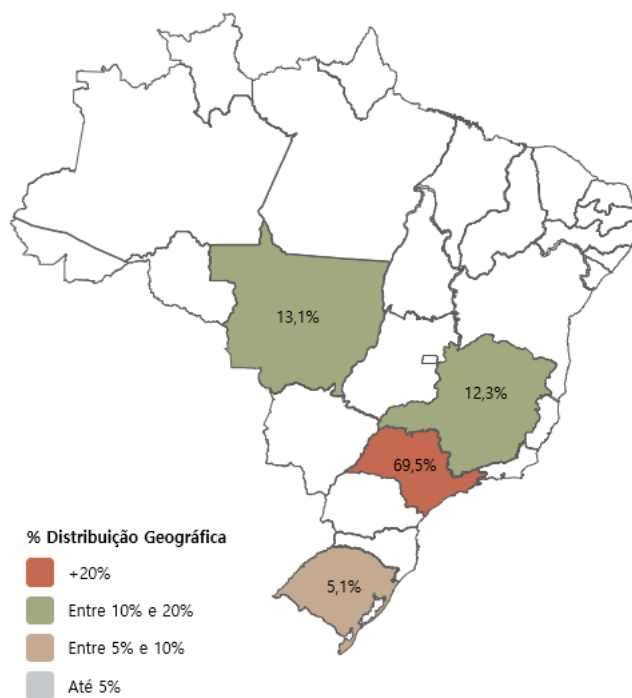 13,1%
12,3%
69,5%
% Distribuição Geográfica
+20%
5,1%
Entre 10% e 20%
Entre 5% e 10%
Até 5%